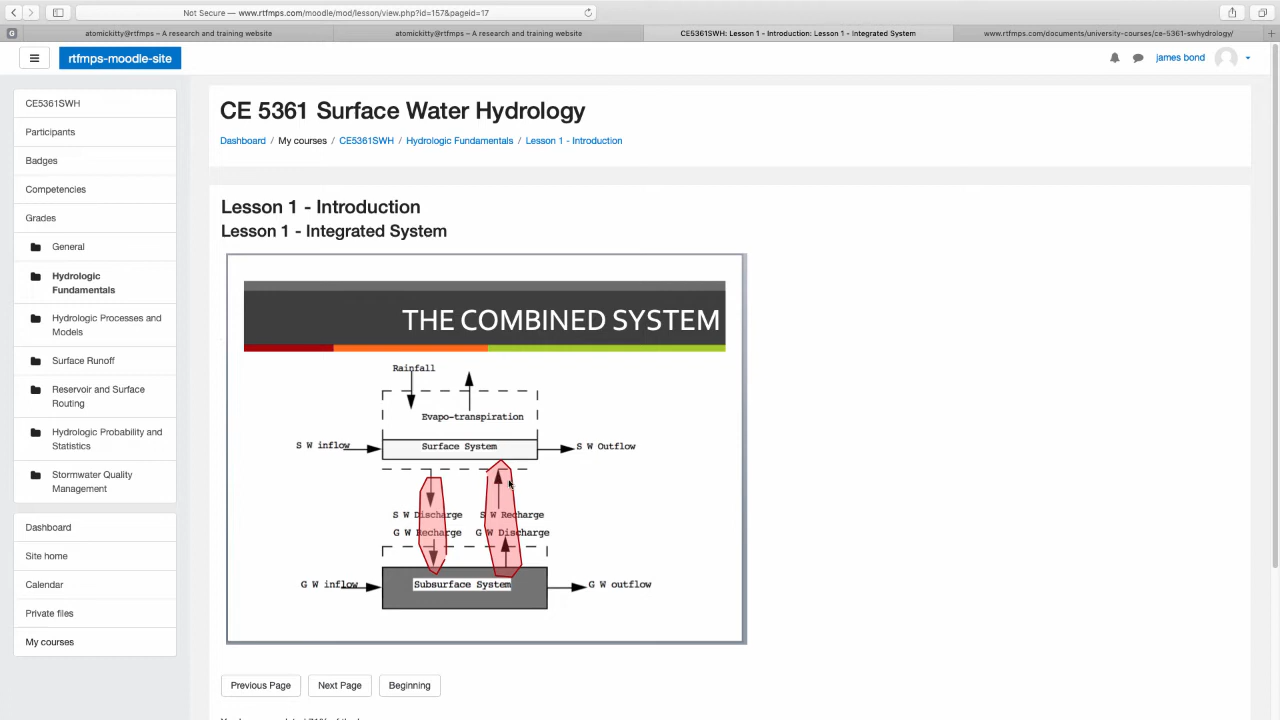 Not Secure — www.rtfmps.com/moodle/mod/lesson/view.php?id=157&pageid=17
G
atomickitty@rtfmps – A research and training website
atomickitty@rtfmps – A research and training website
CE5361SWH: Lesson 1 - Introduction: Lesson 1 - Integrated System
www.rtfmps.com/documents/university-courses/ce-5361-swhydrology/
rtfmps-moodle-site
james bond
CE5361SWH
Participants
Badges
Competencies
Grades
General
Hydrologic
Fundamentals
Hydrologic Processes and
Models
Surface Runoff
Reservoir and Surface
Routing
Hydrologic Probability and
Statistics
Stormwater Quality
Management
Dashboard
Site home
Calendar
Private files
My courses
CE 5361 Surface Water Hydrology
Dashboard / My courses / CE5361SWH / Hydrologic Fundamentals / Lesson 1 - Introduction
Lesson 1 - Introduction
Lesson 1 - Integrated System
THE COMBINED SYSTEM
Rainfall
Evapo-transpiration
S W inflow
Surface System
S W Outflow
S W Discharge
S W Recharge
G W Recharge
G W Discharge
G W inflow
Subsurface System
G W outflow
Previous Page
Next Page
Beginning